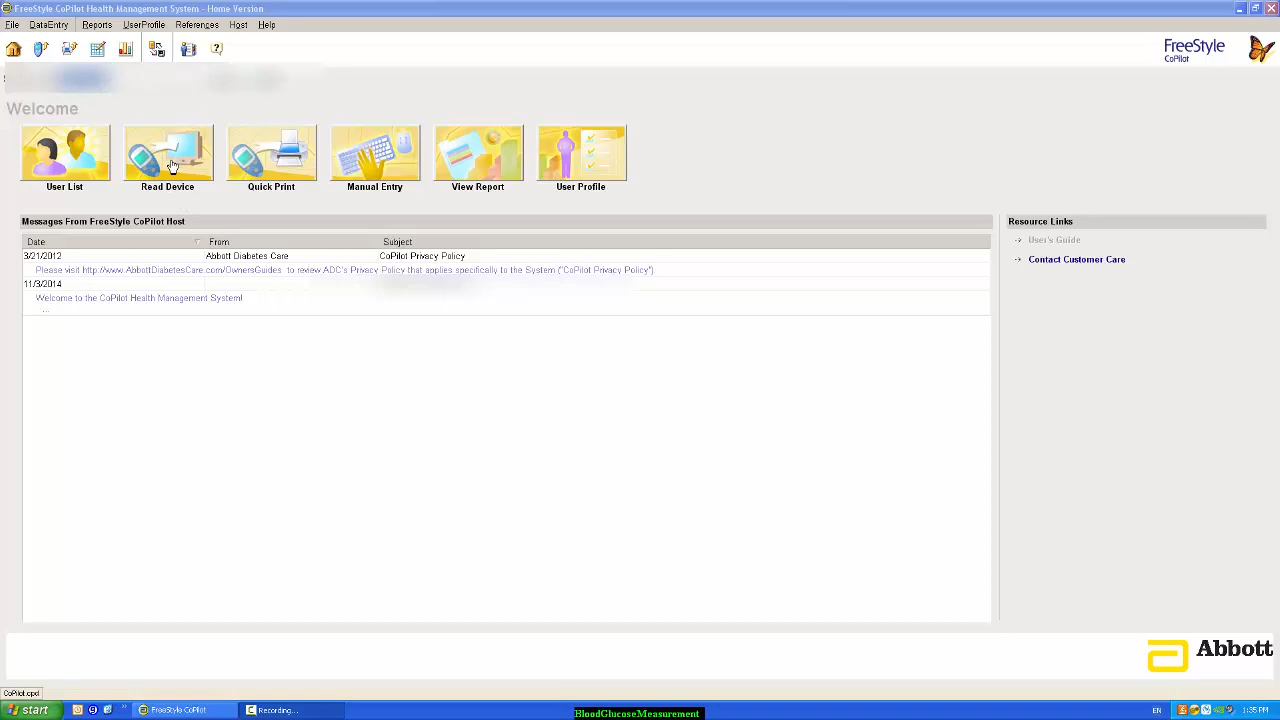 FreeStyle CoPilot Health Management System - Home Version
File DataEntry Reports UserProfile References Host Help
FreeStyle
CoPilot
Welcome
User List Read Device Quick Print Manual Entry View Report User Profile
Messages From FreeStyle CoPilot Host
Resource Links
Date From Subject
User's Guide
3/21/2012 Abbott Diabetes Care CoPilot Privacy Policy
Contact Customer Care
Please visit http://www.AbbottDiabetesCare.com/OwnersGuides to review ADC's Privacy Policy that applies specifically to the System ("CoPilot Privacy Policy")
11/3/2014
Welcome to the CoPilot Health Management System!
...
Abbott
CoPilot.cpd
start FreeStyle CoPilot Recording... EN 1:35 PM
BloodGlucoseMeasurement